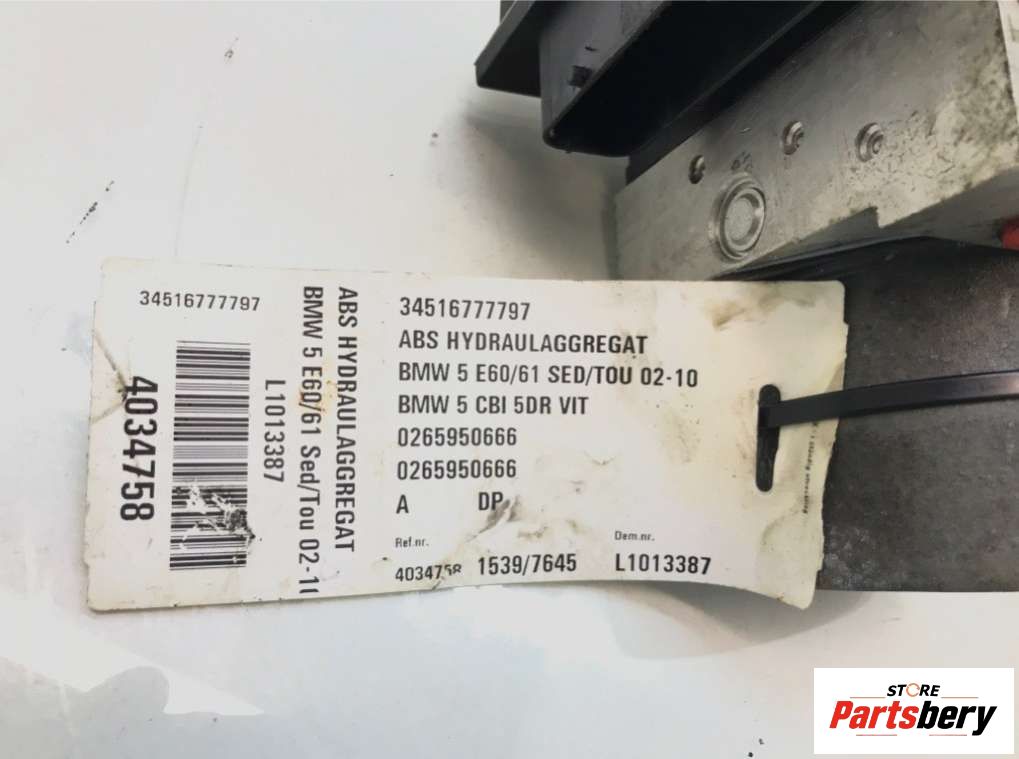 34516777797
4034758
L1013387
BMW 5 E60/61 Sed/Tou 02-1
ABS HYDRAULAGGREGAT
34516777797
ABS HYDRAULAGGREGAT
BMW 5 E60/61 SED/TOU 02-10
BMW 5 CBI 5DR VIT
0265950666
0265950666
A DP
Ref.nr. Dem.nr.
4034758 1539/7645 L1013387
STORE
Partsbery